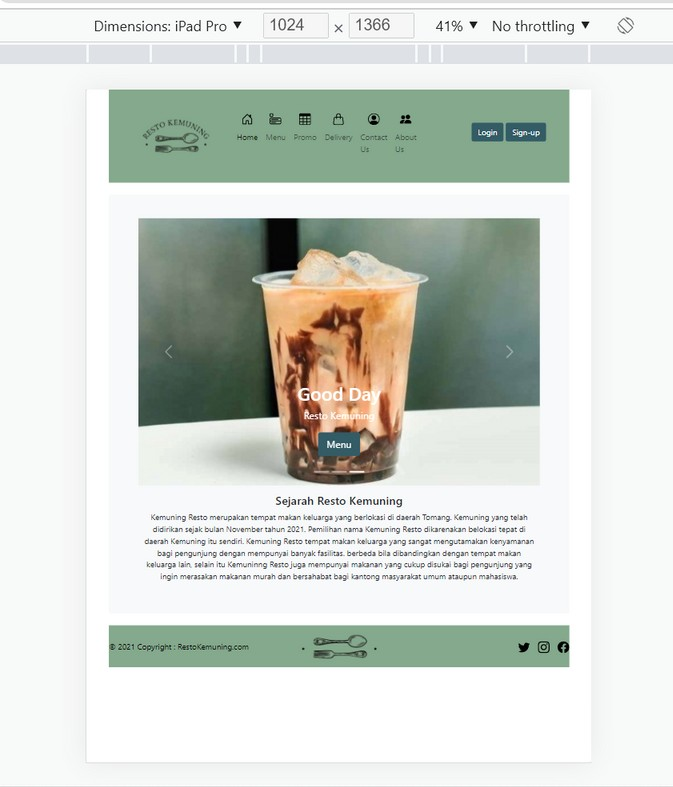 Dimensions: iPad Pro ▼ 1024 × 1366 41% ▼ No throttling ▼
RESTO KEMUNING
Home Menu Promo Delivery Contact Us About Us
Login Sign-up
Good Day
Resto Kemuning
Menu
Sejarah Resto Kemuning
Kemuning Resto merupakan tempat makan keluarga yang berlokasi di daerah Tomang. Kemuning yang telah
didirikan sejak bulan November tahun 2021. Pemilihan nama Kemuning Resto dikarenakan belokasi tepat di
daerah Kemuning itu sendiri. Kemuning Resto tempat makan keluarga yang sangat mengutamakan kenyamanan
bagi pengunjung dengan mempunyai banyak fasilitas. berbeda bila dibandingkan dengan tempat makan
keluarga lain, selain itu Kemuninng Resto juga mempunyai makanan yang cukup disukai bagi pengunjung yang
ingin merasakan makanan murah dan bersahabat bagi kantong masyarakat umum ataupun mahasiswa.
© 2021 Copyright : RestoKemuning.com